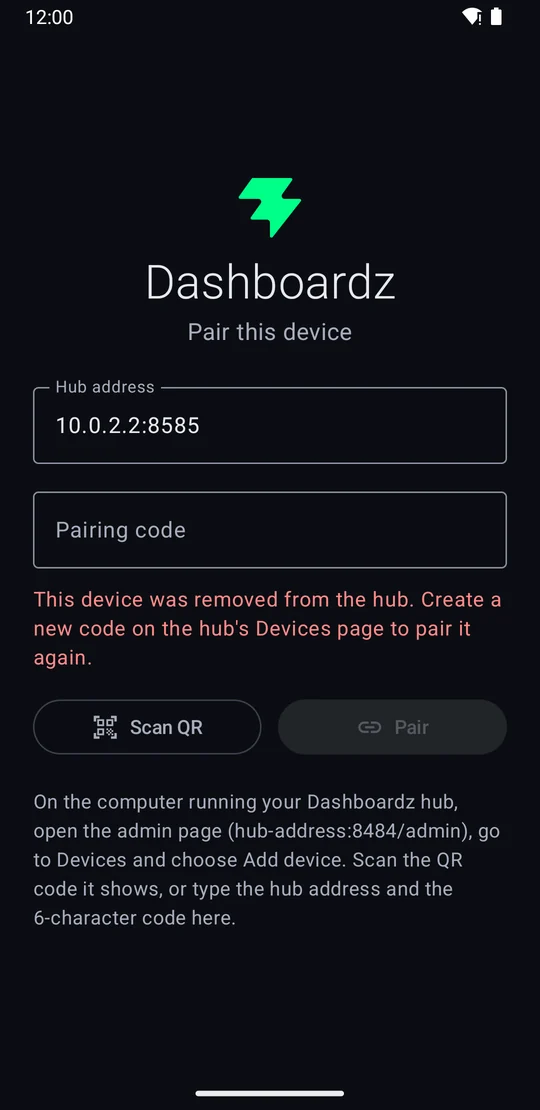 12:00
Dashboardz
Pair this device
Hub address
10.0.2.2:8585
Pairing code
This device was removed from the hub. Create a
new code on the hub's Devices page to pair it
again.
Scan QR
Pair
On the computer running your Dashboardz hub,
open the admin page (hub-address:8484/admin), go
to Devices and choose Add device. Scan the QR
code it shows, or type the hub address and the
6-character code here.